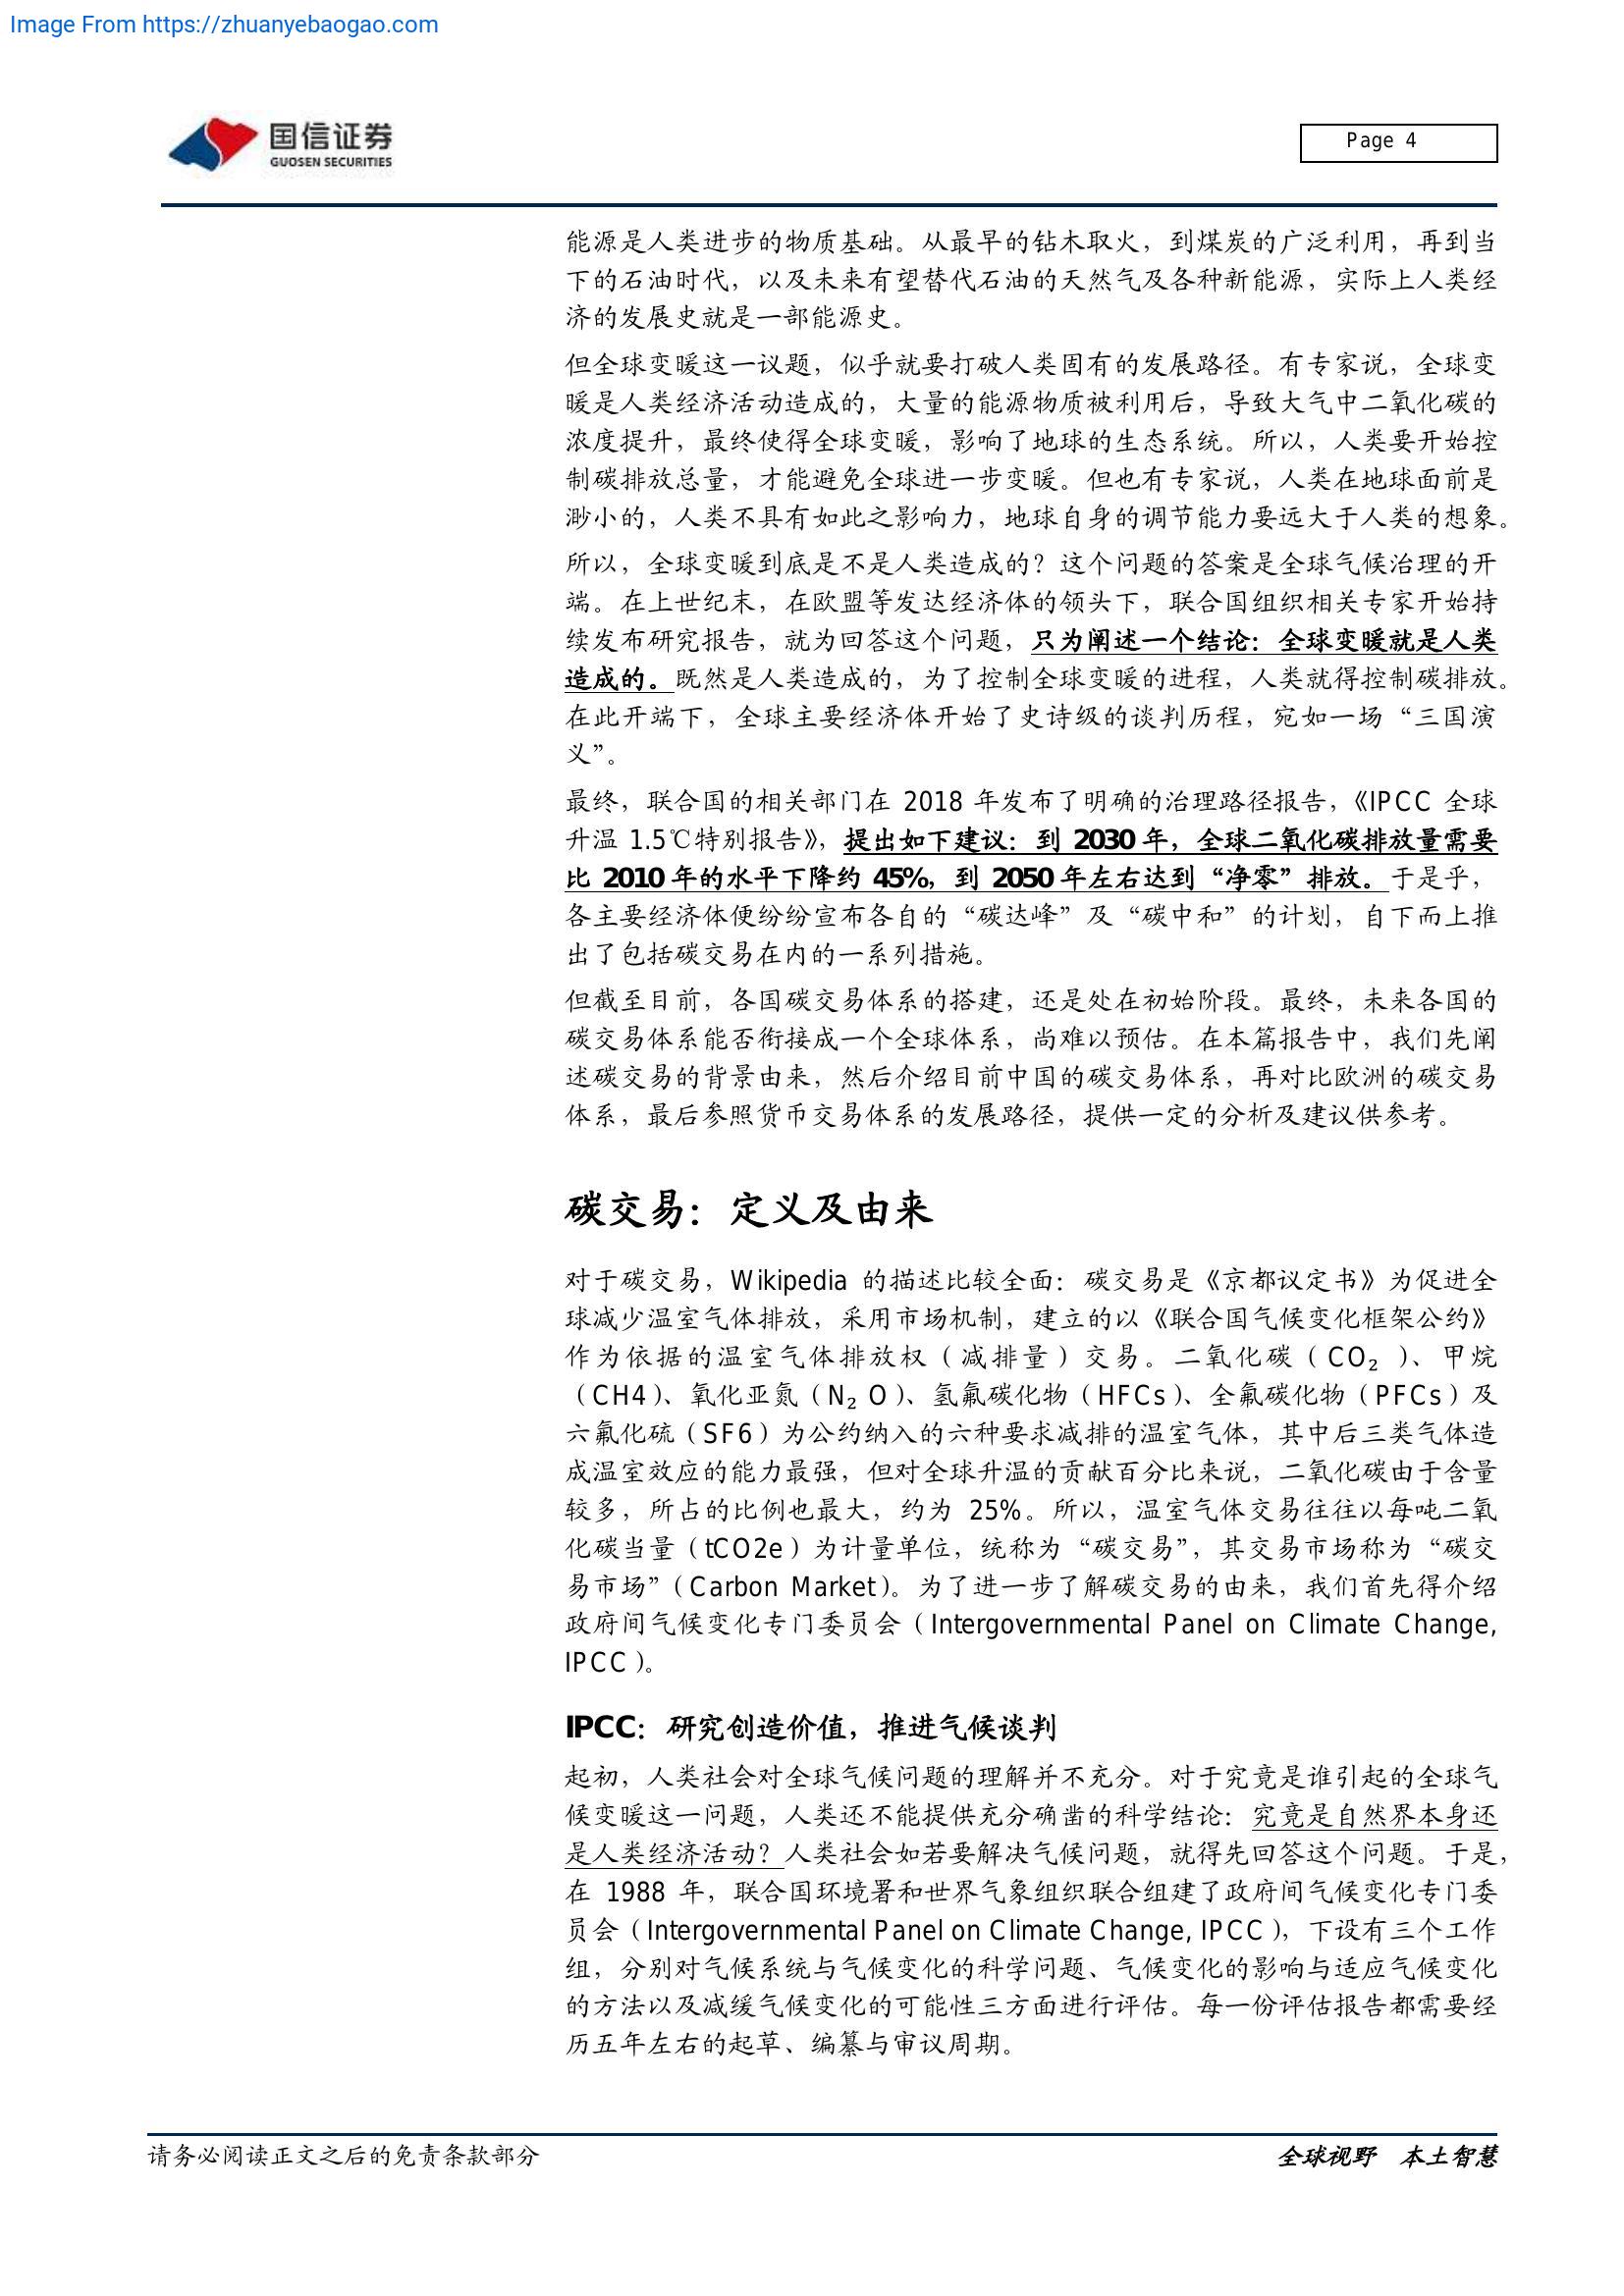 Image From https://zhuanyebaogao.com
国信证券
GUOSEN SECURITIES
Page 4
能源是人类进步的物质基础。从最早的钻木取火，到煤炭的广泛利用，再到当
下的石油时代，以及未来有望替代石油的天然气及各种新能源，实际上人类经
济的发展史就是一部能源史。
但全球变暖这一议题，似乎就要打破人类固有的发展路径。有专家说，全球变
暖是人类经济活动造成的，大量的能源物质被利用后，导致大气中二氧化碳的
浓度提升，最终使得全球变暖，影响了地球的生态系统。所以，人类要开始控
制碳排放总量，才能避免全球进一步变暖。但也有专家说，人类在地球面前是
渺小的，人类不具有如此之影响力，地球自身的调节能力要远大于人类的想象。
所以，全球变暖到底是不是人类造成的？这个问题的答案是全球气候治理的开
端。在上世纪末，在欧盟等发达经济体的领头下，联合国组织相关专家开始持
续发布研究报告，就为回答这个问题，只为阐述一个结论：全球变暖就是人类
造成的。既然是人类造成的，为了控制全球变暖的进程，人类就得控制碳排放。
在此开端下，全球主要经济体开始了史诗级的谈判历程，宛如一场“三国演
义”。
最终，联合国的相关部门在 2018 年发布了明确的治理路径报告，《IPCC 全球
升温 1.5℃特别报告》，提出如下建议：到 2030 年，全球二氧化碳排放量需要
比 2010 年的水平下降约 45%，到 2050 年左右达到“净零”排放。于是乎，
各主要经济体便纷纷宣布各自的“碳达峰”及“碳中和”的计划，自下而上推
出了包括碳交易在内的一系列措施。
但截至目前，各国碳交易体系的搭建，还是处在初始阶段。最终，未来各国的
碳交易体系能否衔接成一个全球体系，尚难以预估。在本篇报告中，我们先阐
述碳交易的背景由来，然后介绍目前中国的碳交易体系，再对比欧洲的碳交易
体系，最后参照货币交易体系的发展路径，提供一定的分析及建议供参考。
碳交易：定义及由来
对于碳交易，Wikipedia 的描述比较全面：碳交易是《京都议定书》为促进全
球减少温室气体排放，采用市场机制，建立的以《联合国气候变化框架公约》
作为依据的温室气体排放权（减排量）交易。二氧化碳（CO₂ ）、甲烷
（CH4）、氧化亚氮（N₂ O）、氢氟碳化物（HFCs）、全氟碳化物（PFCs）及
六氟化硫（SF6）为公约纳入的六种要求减排的温室气体，其中后三类气体造
成温室效应的能力最强，但对全球升温的贡献百分比来说，二氧化碳由于含量
较多，所占的比例也最大，约为 25%。所以，温室气体交易往往以每吨二氧
化碳当量（tCO2e）为计量单位，统称为“碳交易”，其交易市场称为“碳交
易市场”（Carbon Market）。为了进一步了解碳交易的由来，我们首先得介绍
政府间气候变化专门委员会（Intergovernmental Panel on Climate Change,
IPCC）。
IPCC：研究创造价值，推进气候谈判
起初，人类社会对全球气候问题的理解并不充分。对于究竟是谁引起的全球气
候变暖这一问题，人类还不能提供充分确凿的科学结论：究竟是自然界本身还
是人类经济活动？人类社会如若要解决气候问题，就得先回答这个问题。于是，
在 1988 年，联合国环境署和世界气象组织联合组建了政府间气候变化专门委
员会（Intergovernmental Panel on Climate Change, IPCC），下设有三个工作
组，分别对气候系统与气候变化的科学问题、气候变化的影响与适应气候变化
的方法以及减缓气候变化的可能性三方面进行评估。每一份评估报告都需要经
历五年左右的起草、编纂与审议周期。
请务必阅读正文之后的免责条款部分
全球视野 本土智慧